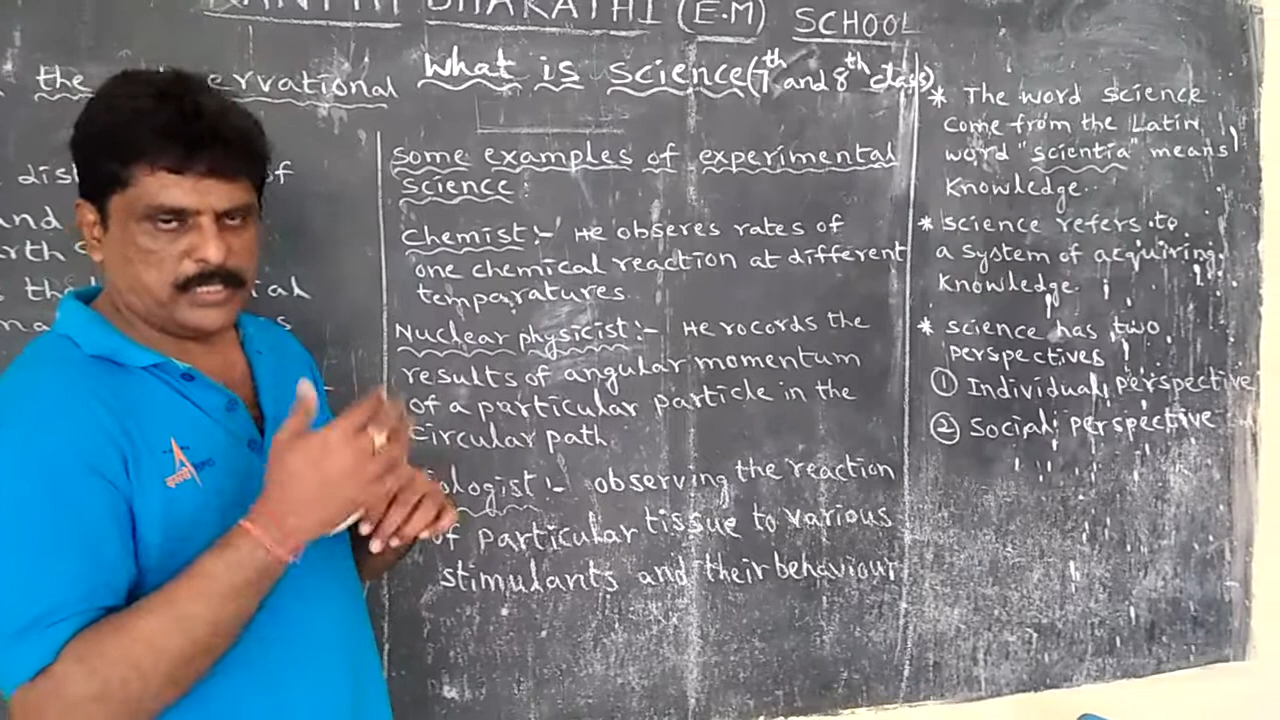 BHARATHI (E.M) SCHOOL
What is science (7th and 8th class)
the ervational
of
and
Some examples of experimental
science:
Chemist:- He obseres rates of
one chemical reaction at different
temparatures.
Nuclear physicist:- He rocords the
results of angular momentum
of a particular particle in the
circular path.
iologist:- observing the reaction
of particular tissue to various
stimulants and their behaviour
* The word science
come from the Latin
word "scientia" means
knowledge..
* science refers to
a system of acquiring
knowledge.
* science has two
perspectives
① Individual perspective
② Social perspective